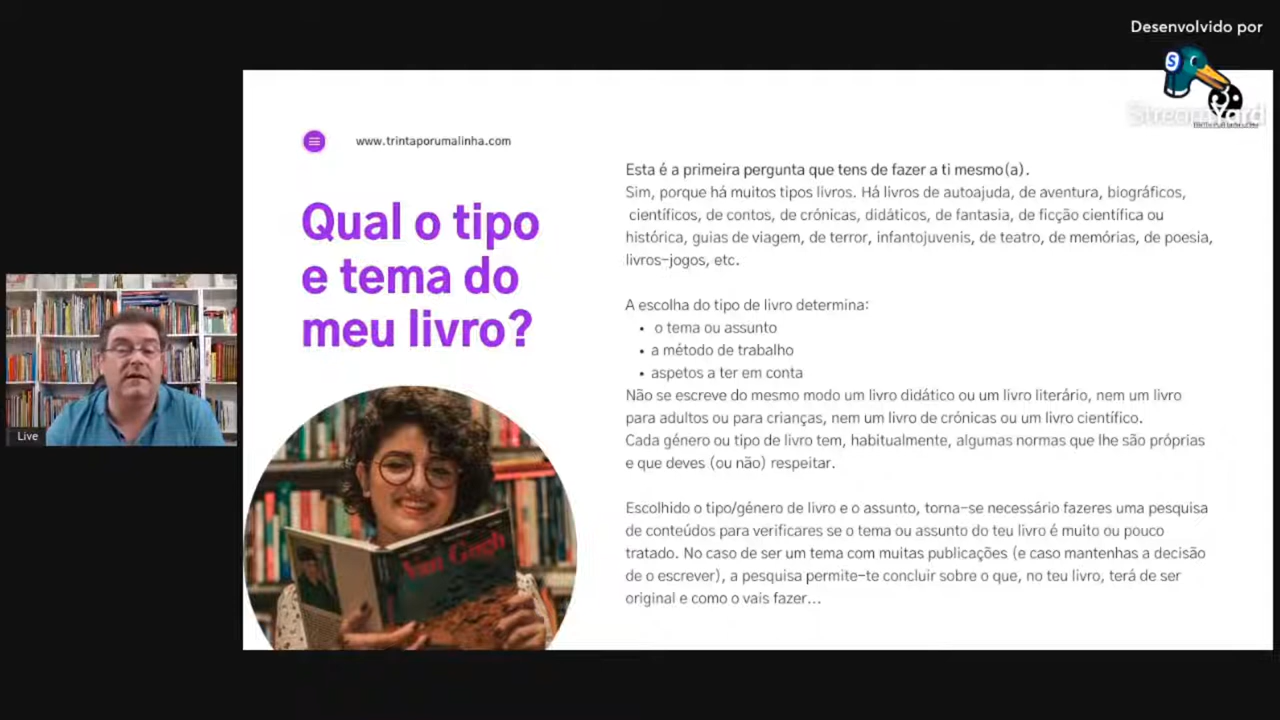 Desenvolvido por
StreamYard
www.trintaporumalinha.com
Qual o tipo
e tema do
meu livro?
Esta é a primeira pergunta que tens de fazer a ti mesmo(a).
Sim, porque há muitos tipos livros. Há livros de autoajuda, de aventura, biográficos,
científicos, de contos, de crónicas, didáticos, de fantasia, de ficção científica ou
histórica, guias de viagem, de terror, infantojuvenis, de teatro, de memórias, de poesia,
livros-jogos, etc.
A escolha do tipo de livro determina:
• o tema ou assunto
• a método de trabalho
• aspetos a ter em conta
Não se escreve do mesmo modo um livro didático ou um livro literário, nem um livro
para adultos ou para crianças, nem um livro de crónicas ou um livro científico.
Cada género ou tipo de livro tem, habitualmente, algumas normas que lhe são próprias
e que deves (ou não) respeitar.
Escolhido o tipo/género de livro e o assunto, torna-se necessário fazeres uma pesquisa
de conteúdos para verificares se o tema ou assunto do teu livro é muito ou pouco
tratado. No caso de ser um tema com muitas publicações (e caso mantenhas a decisão
de o escrever), a pesquisa permite-te concluir sobre o que, no teu livro, terá de ser
original e como o vais fazer...
Live
Van Gogh